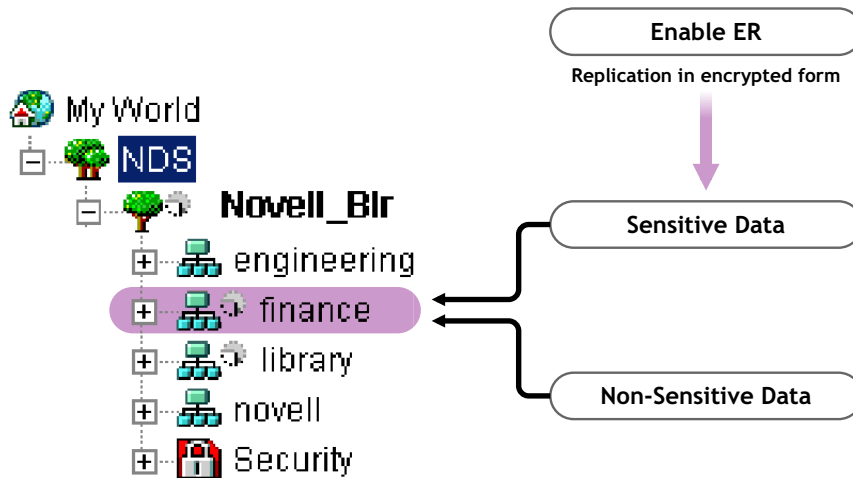 Enable ER
Replication in encrypted form
My World
NDS
Novell_Blr
Sensitive Data
engineering
finance
library
Non-Sensitive Data
novell
Security